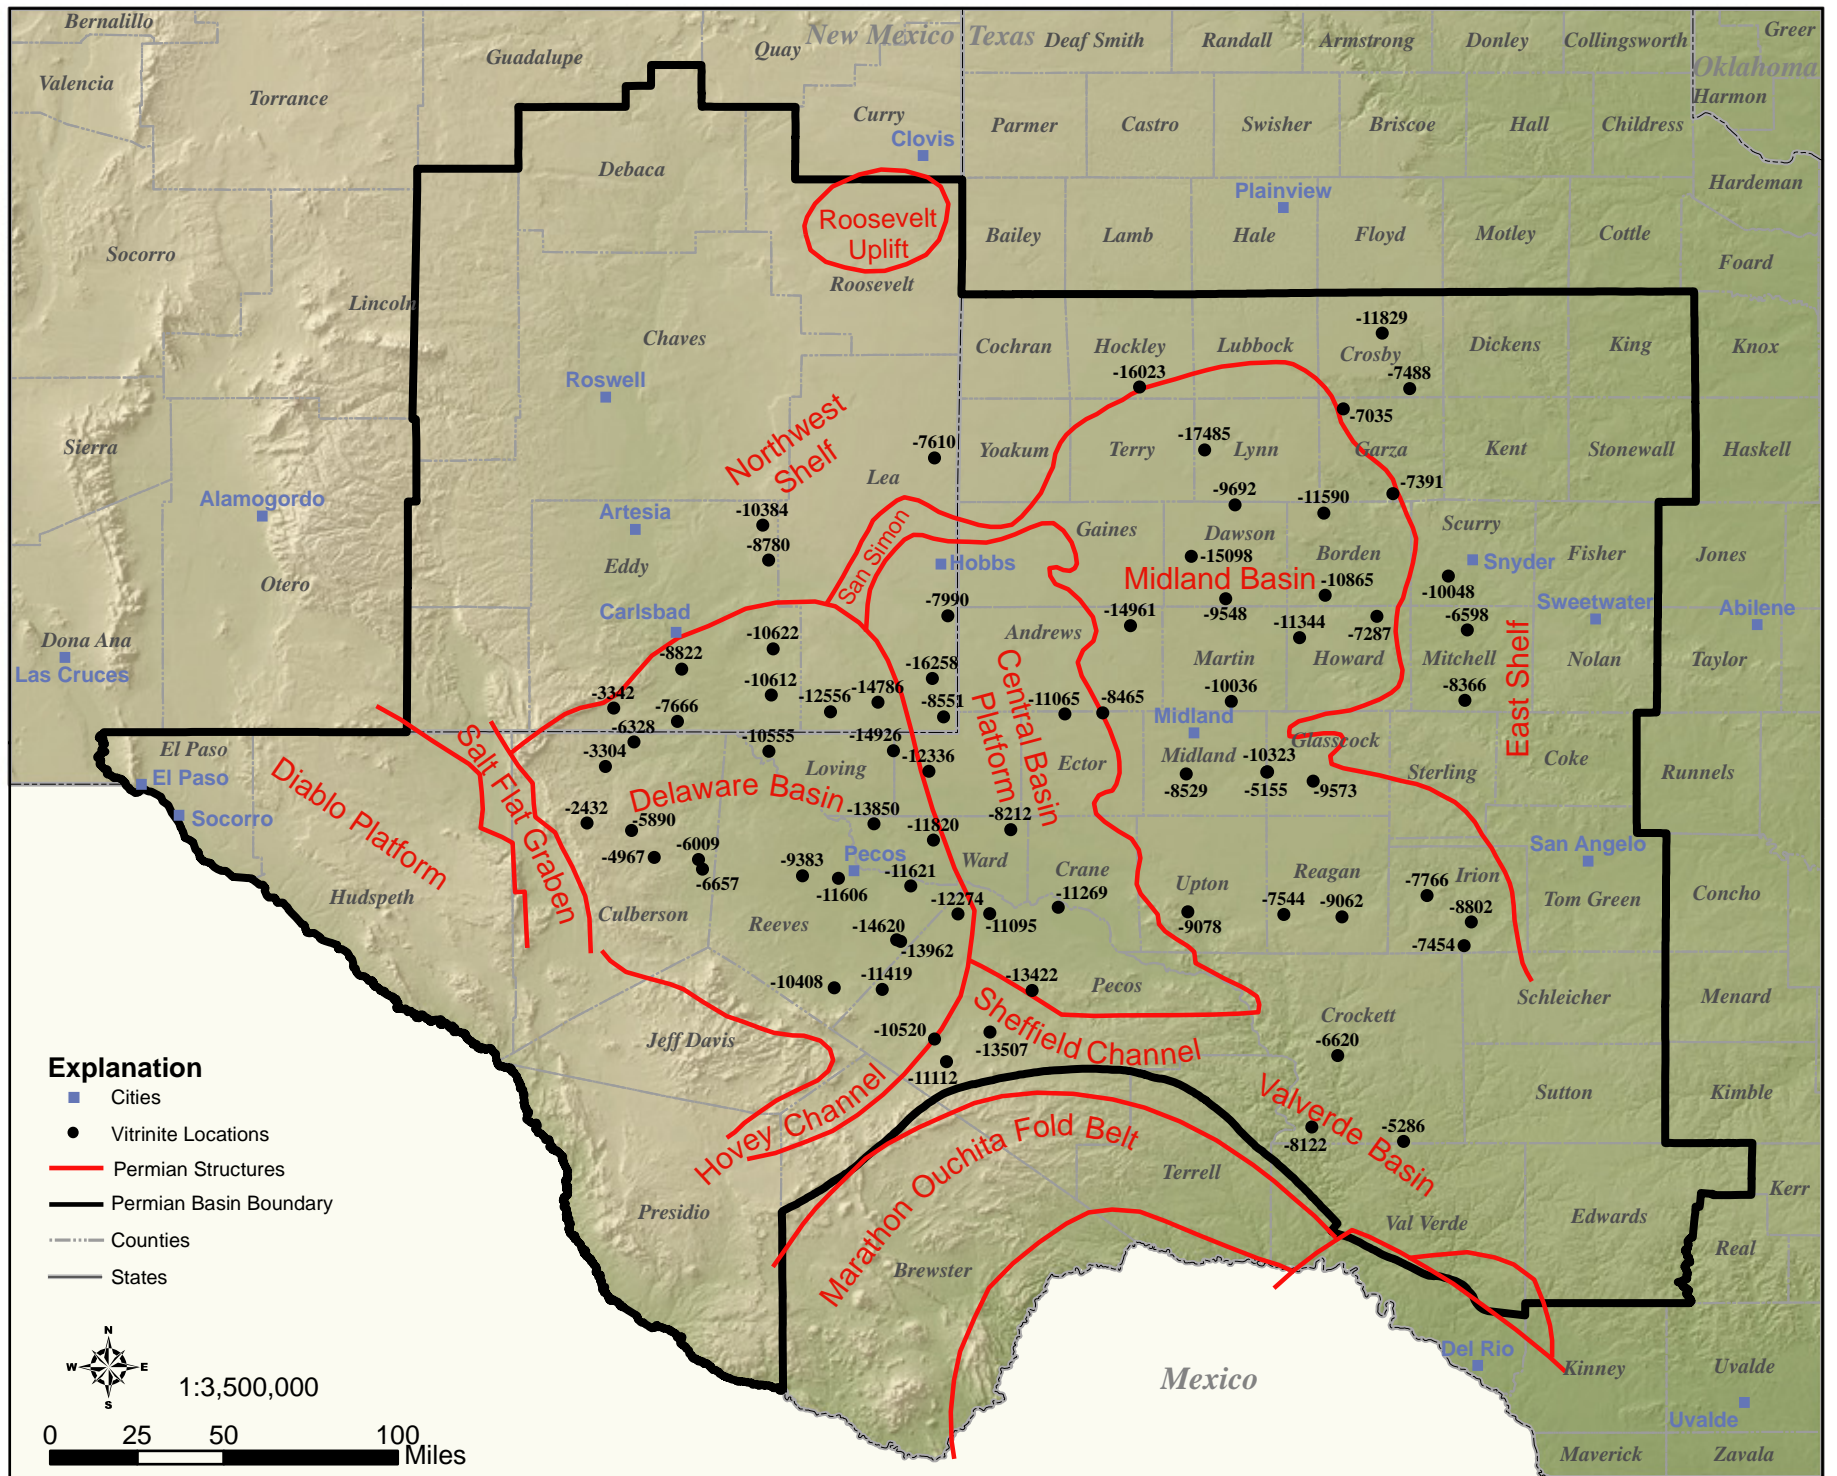 Bernalillo
Guadalupe
Quay
New Mexico
Texas
Deaf Smith
Randall
Armstrong
Donley
Collingsworth
Greer
Oklahoma
Valencia
Torrance
Curry
Clovis
Parmer
Castro
Swisher
Briscoe
Hall
Childress
Harmon
Debaca
Hardeman
Plainview
Roosevelt
Uplift
Bailey
Lamb
Hale
Floyd
Motley
Cottle
Foard
Socorro
Roosevelt
Lincoln
Chaves
-11829
Cochran
Hockley
Lubbock
Crosby
Dickens
King
Knox
-16023
-7488
Roswell
-7035
Northwest
Shelf
-7610
-17485
Sierra
Lea
Yoakum
Terry
Lynn
Garza
Kent
Stonewall
Haskell
-7391
Alamogordo
Artesia
-10384
-9692
-11590
Scurry
-8780
San Simon
Gaines
Dawson
Eddy
Hobbs
-15098
Borden
Snyder
Fisher
Jones
Otero
Midland Basin
-10865
-10048
Carlsbad
-7990
-14961
-9548
-11344
-7287
-6598
Sweetwater
Abilene
Dona Ana
Las Cruces
-10622
Andrews
-8822
-16258
Martin
Howard
Mitchell
Nolan
Taylor
East Shelf
-3342
-10612
-12556
-14786
-8551
Central Basin
Platform
-11065
-8465
-10036
-8366
-7666
-6328
Midland
El Paso
-3304
-10555
-14926
Salt Flat Graben
Loving
-12336
Ector
Midland
-10323
Glasscock
Sterling
Coke
Runnels
El Paso
Diablo Platform
Delaware Basin
-8529
-5155
-9573
Socorro
-2432
-5890
-13850
-11820
-8212
-4967
-6009
-6657
-9383
Pecos
-11606
-11621
Ward
Crane
San Angelo
Hudspeth
Upton
Reagan
-7766
Irion
Tom Green
Concho
Culberson
Reeves
-12274
-11095
-11269
-9078
-7544
-9062
-8802
-14620
-13962
-7454
-10408
-11419
-13422
Pecos
Schleicher
Menard
Sheffield Channel
Crockett
Jeff Davis
-10520
-13507
-6620
-11112
Explanation
Cities
Vitrinite Locations
Permian Structures
Permian Basin Boundary
Counties
States
Hovey Channel
Valverde Basin
Sutton
Kimble
Marathon Ouchita Fold Belt
-8122
-5286
Terrell
Presidio
Val Verde
Edwards
Kerr
Real
Brewster
N
W
E
S
1:3,500,000
Mexico
Del Rio
Kinney
Uvalde
Uvalde
0
25
50
100
Miles
Maverick
Zavala